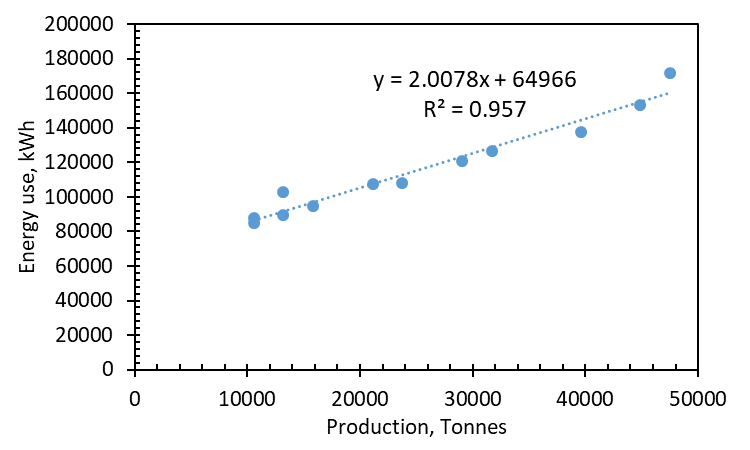 200000
180000
160000
140000
120000
100000
80000
60000
40000
20000
0
Energy use, kWh
y = 2.0078x + 64966
R² = 0.957
0 10000 20000 30000 40000 50000
Production, Tonnes